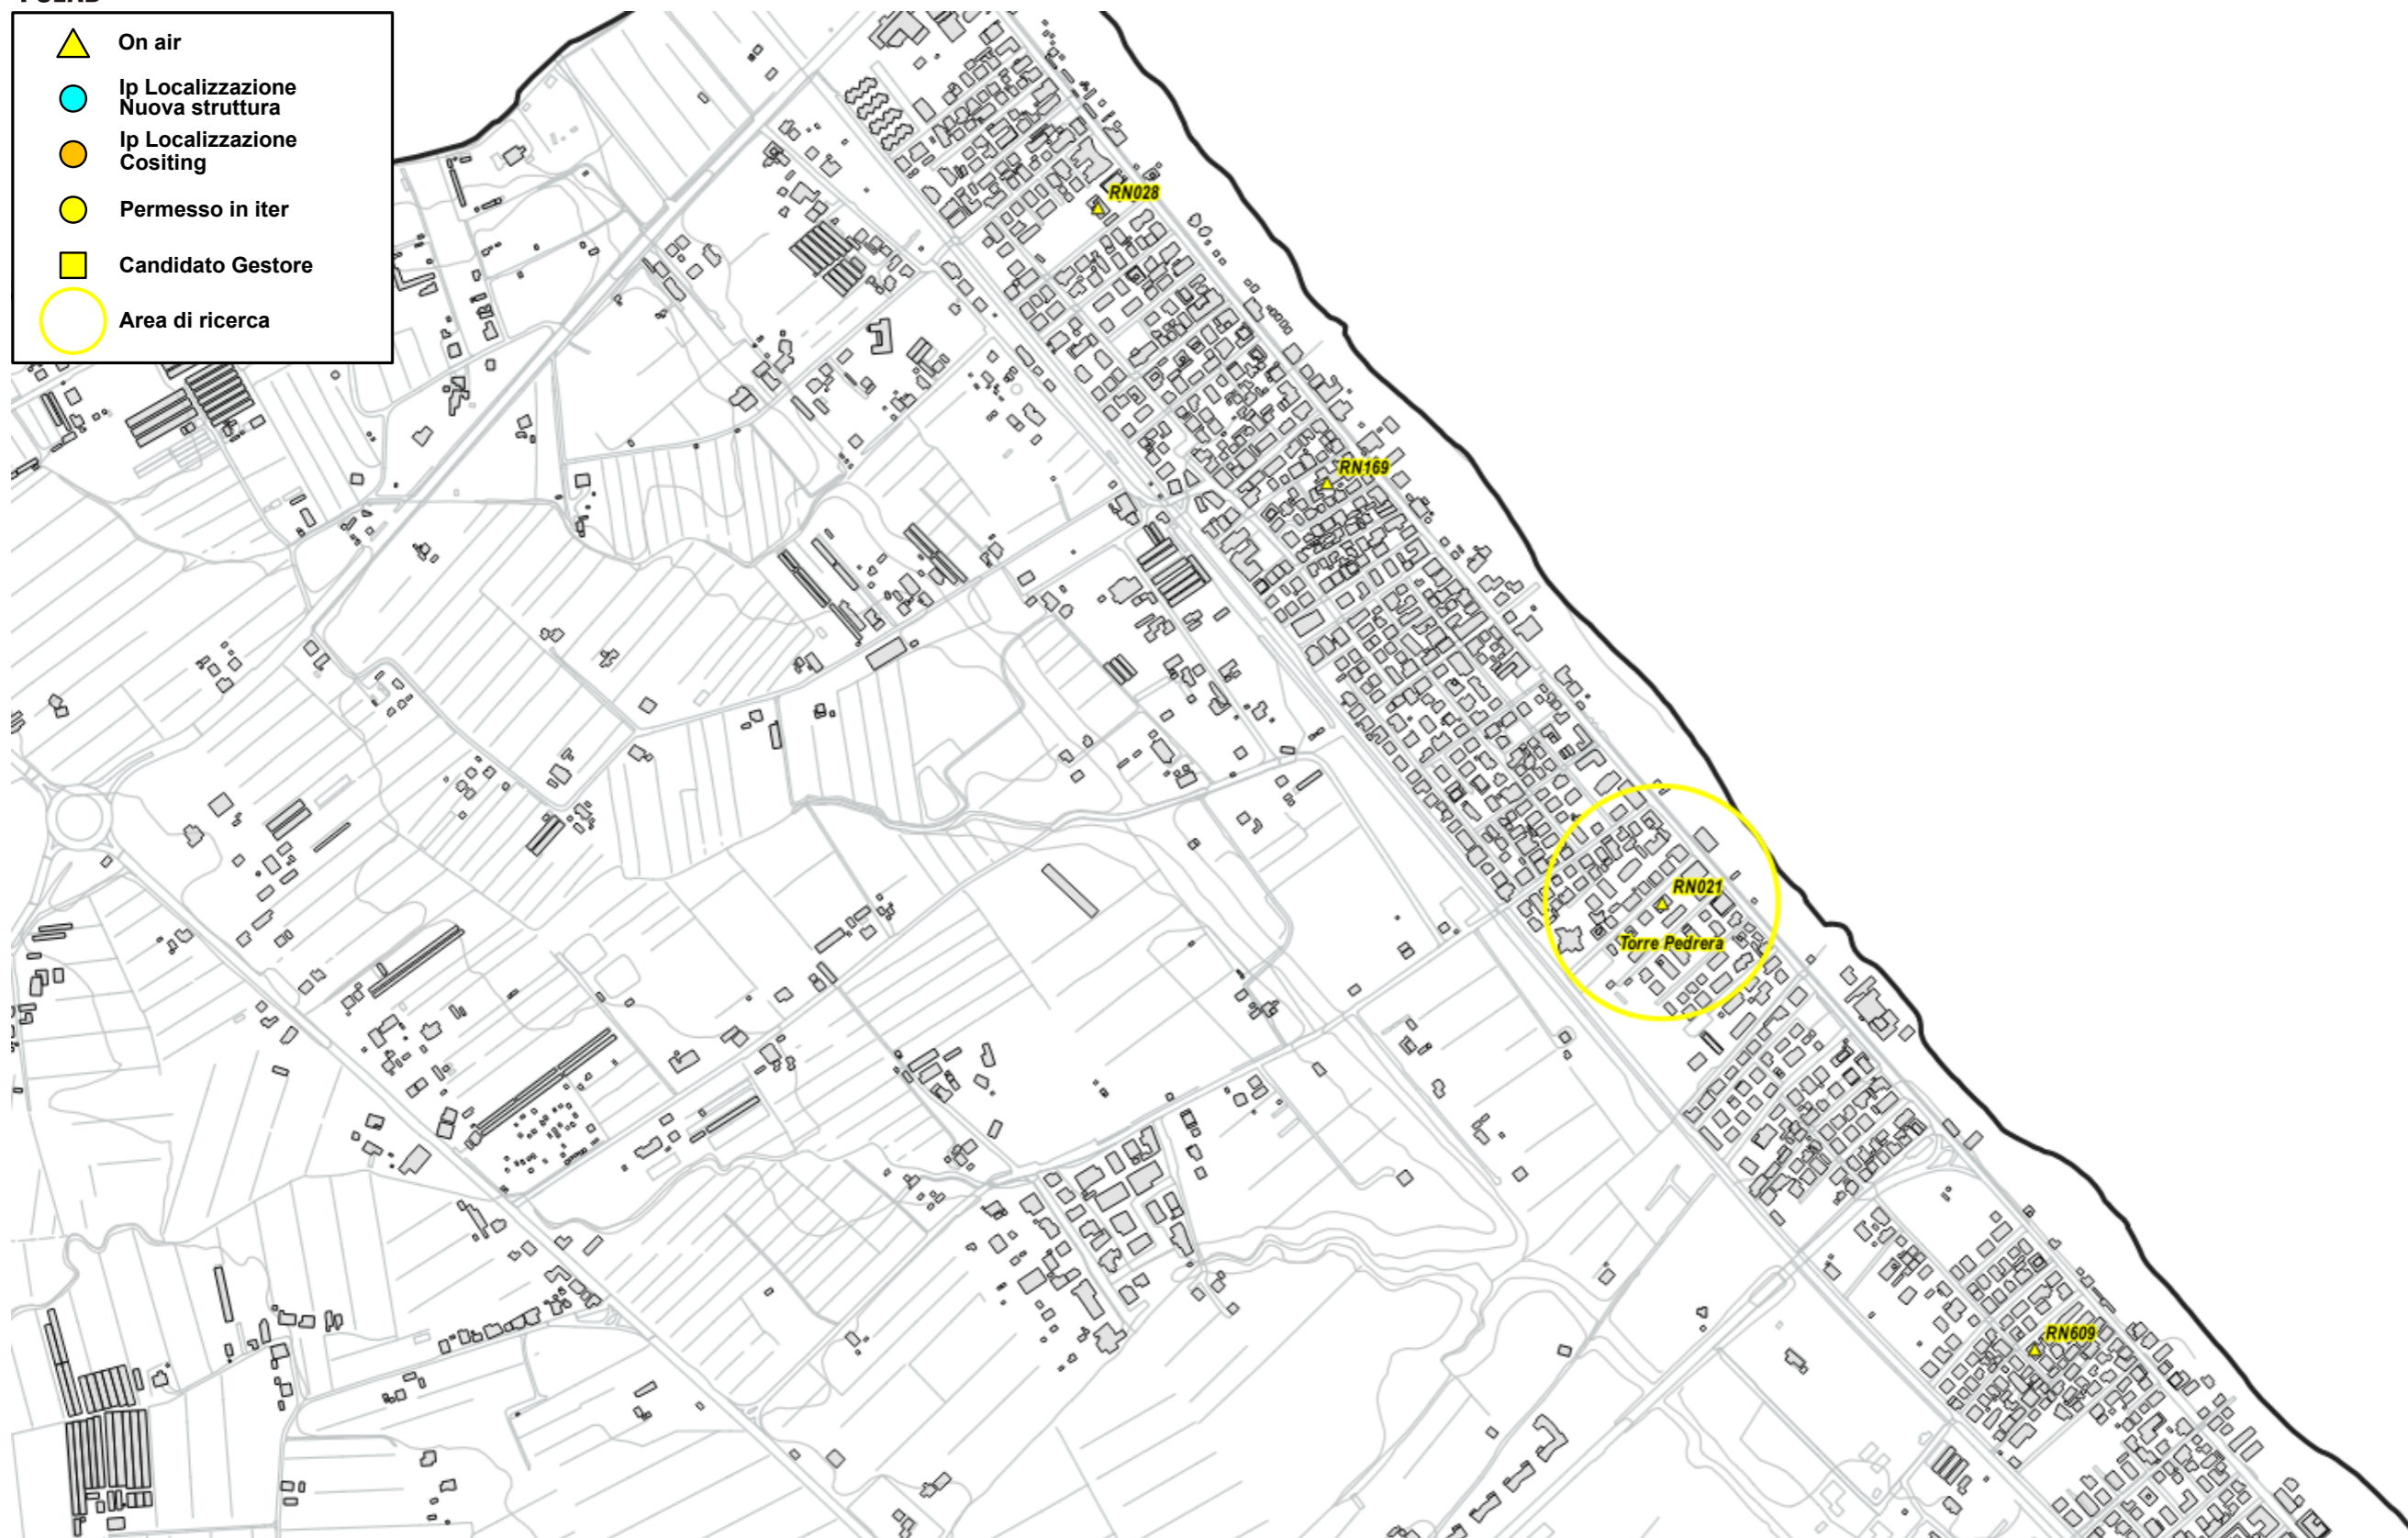 On air
Ip Localizzazione
Nuova struttura
Ip Localizzazione
Cositing
Permesso in iter
Candidato Gestore
Area di ricerca
RN028
RN169
RN021
Torre Pedrera
RN609